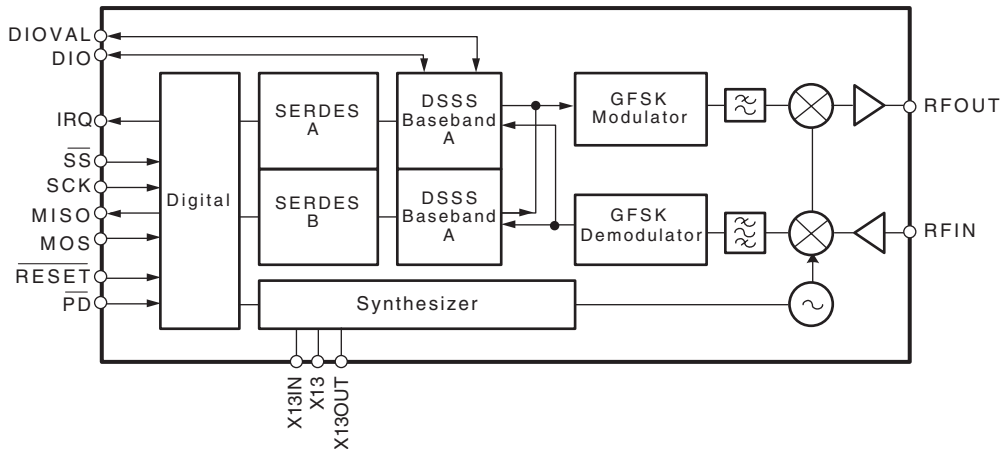 DIOVAL
DIO
IRQ
SS
SCK
MISO
MOS
RESET
PD
Digital
SERDES
A
SERDES
B
DSSS
Baseband
A
DSSS
Baseband
A
GFSK
Modulator
GFSK
Demodulator
Synthesizer
RFOUT
RFIN
X13IN
X13
X13OUT